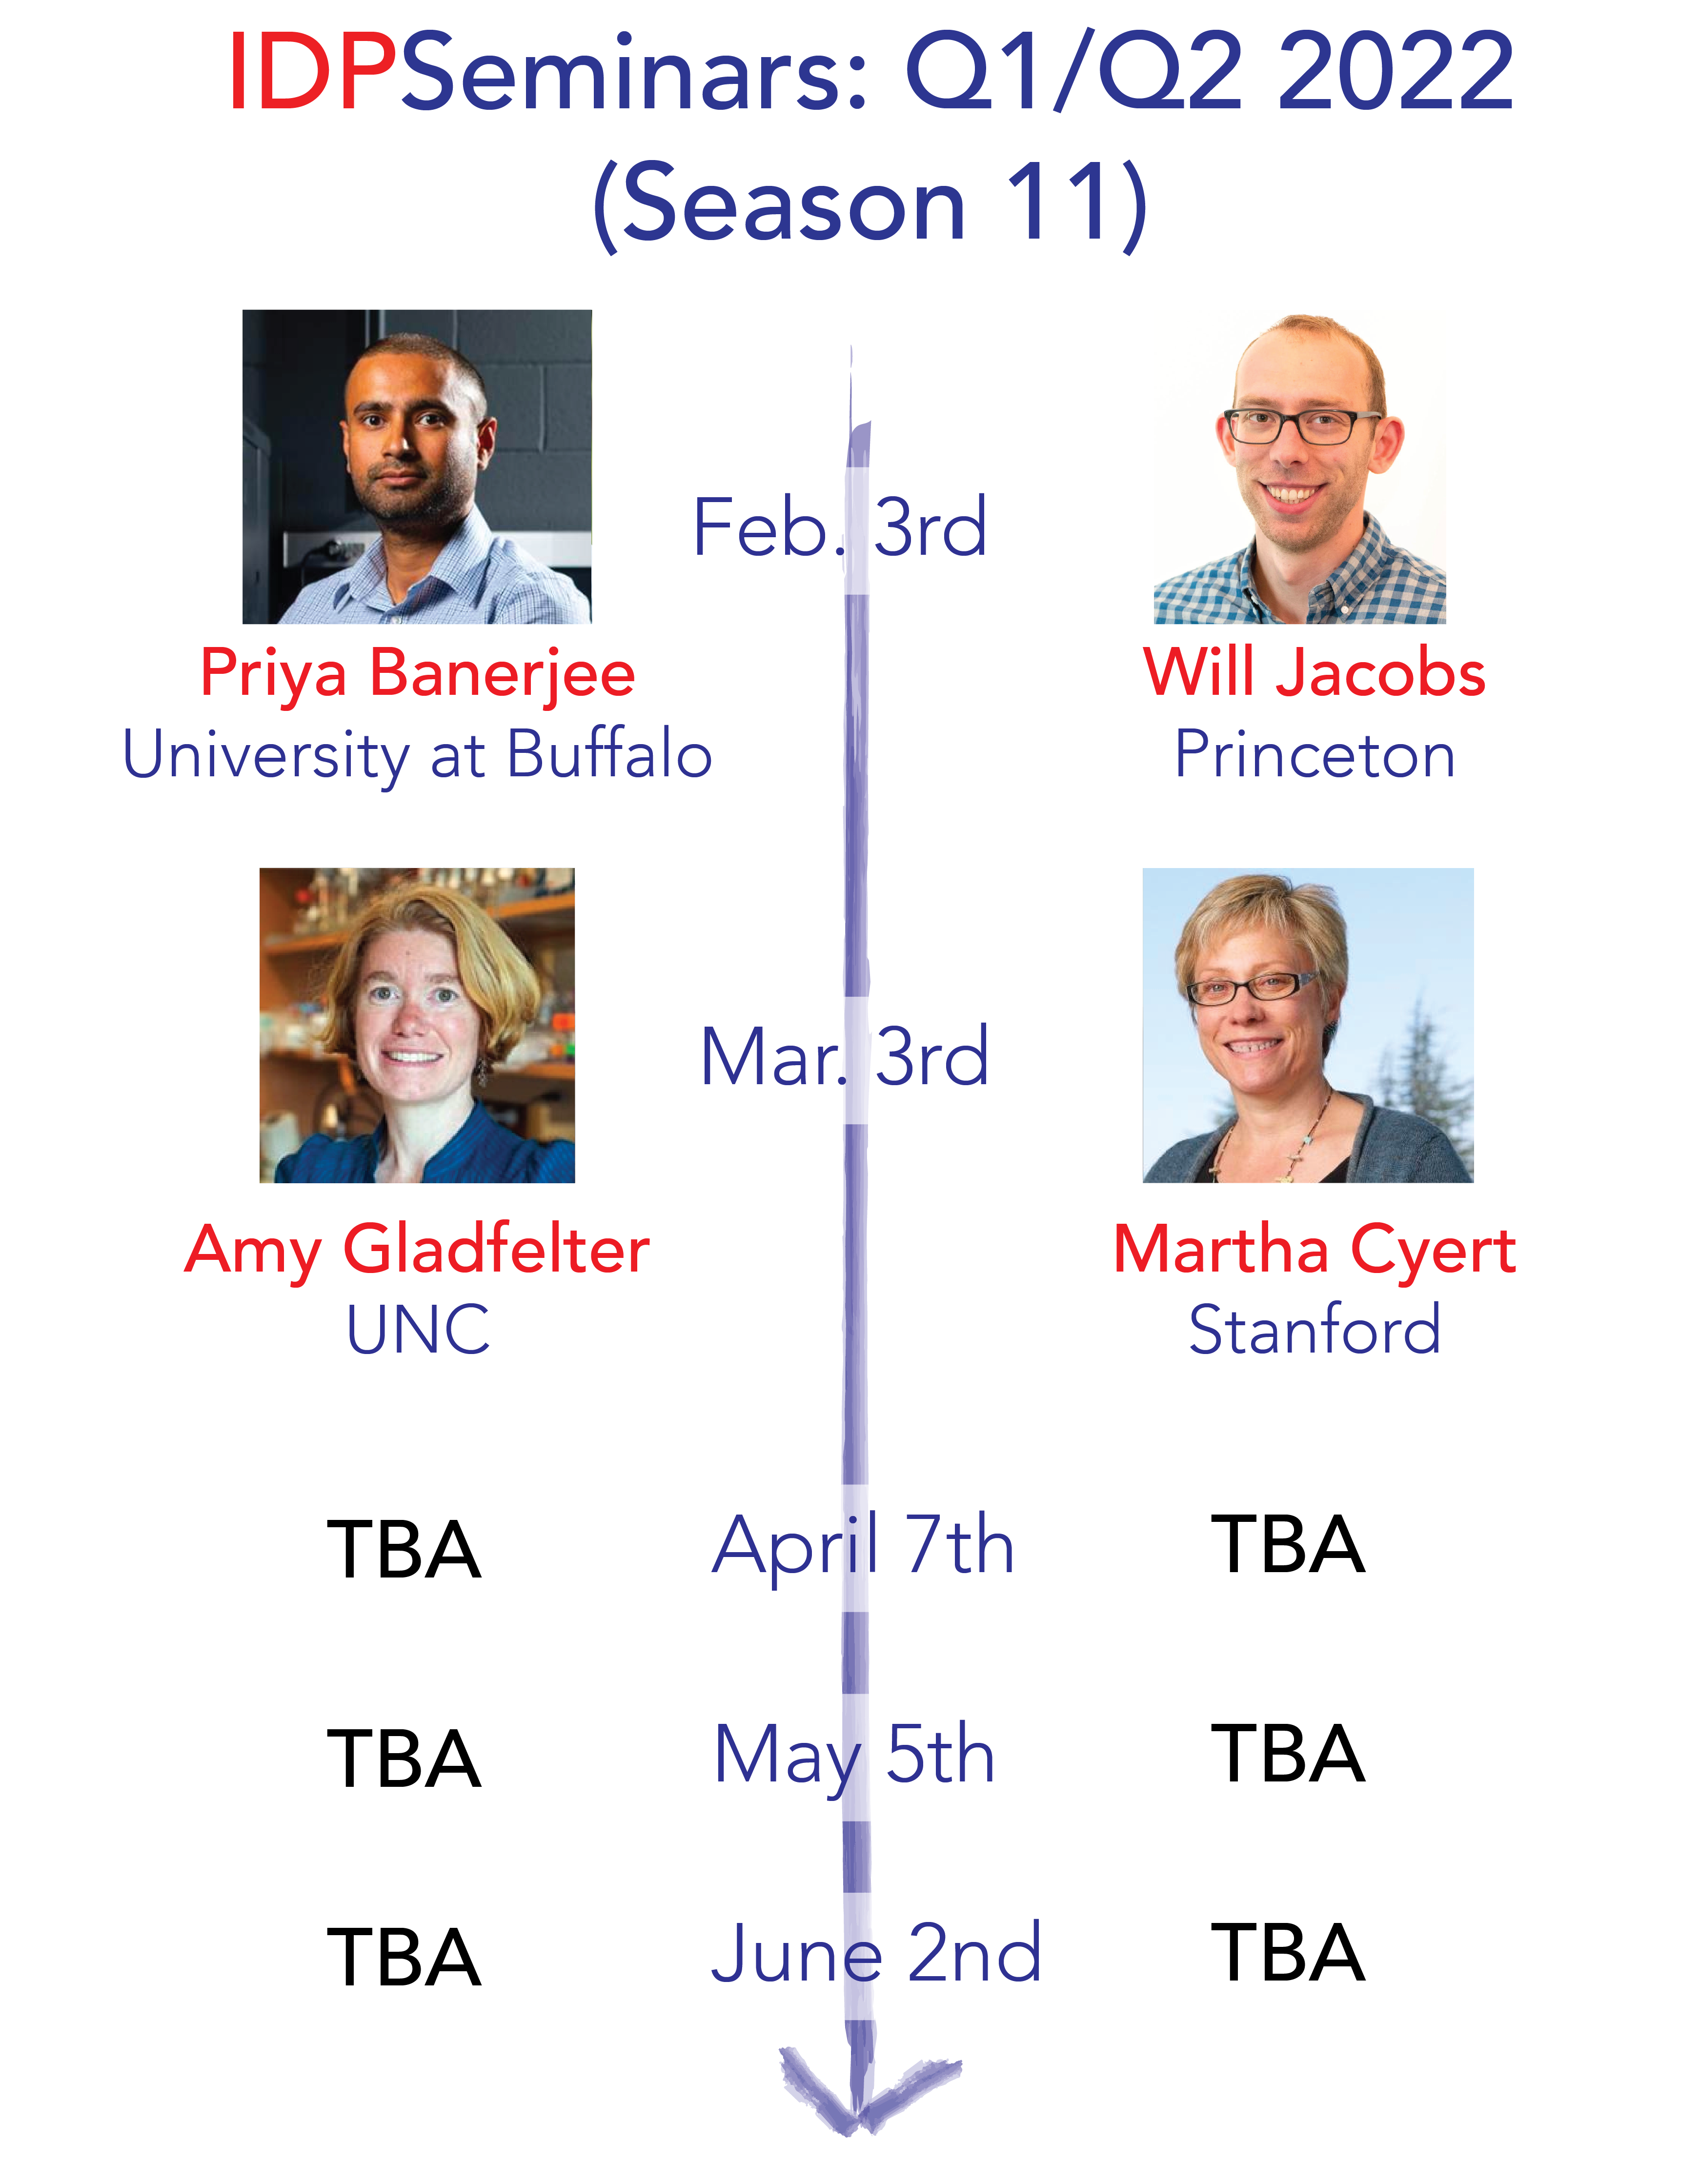 IDPSeminars: Q1/Q2 2022
(Season 11)
Feb. 3rd
Priya Banerjee
University at Buffalo
Will Jacobs
Princeton
Mar. 3rd
Amy Gladfelter
UNC
Martha Cyert
Stanford
TBA
April 7th
TBA
TBA
May 5th
TBA
TBA
June 2nd
TBA